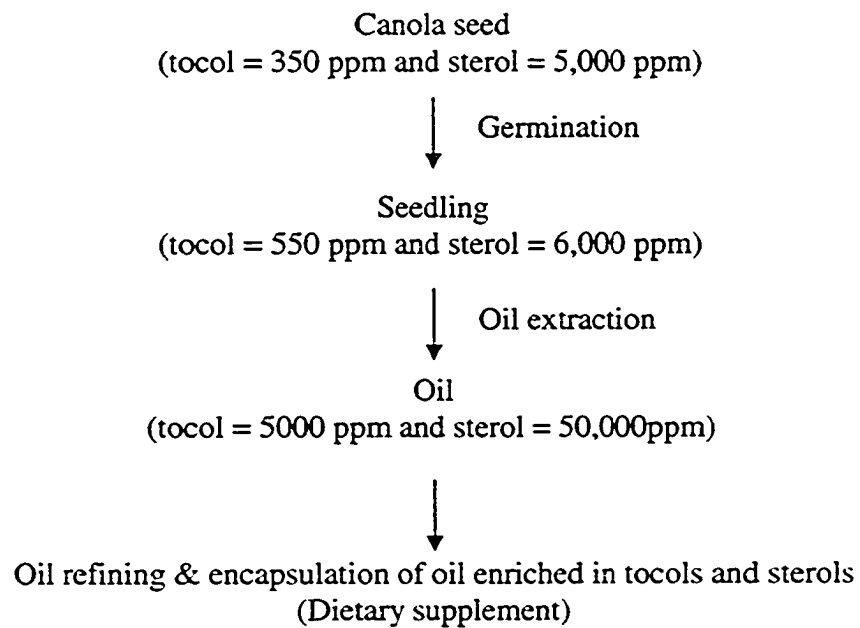 Canola seed
(tocol = 350 ppm and sterol = 5,000 ppm)
Germination
Seedling
(tocol = 550 ppm and sterol = 6,000 ppm)
Oil extraction
Oil
(tocol = 5000 ppm and sterol = 50,000ppm)
Oil refining & encapsulation of oil enriched in tocols and sterols
(Dietary supplement)